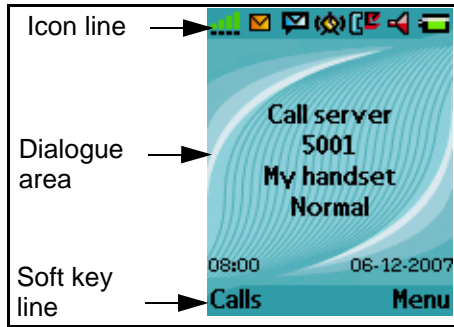 Icon line
Call server
5001
Dialogue
area
My handset
Normal
08:00 06-12-2007
Soft key
line
Calls Menu